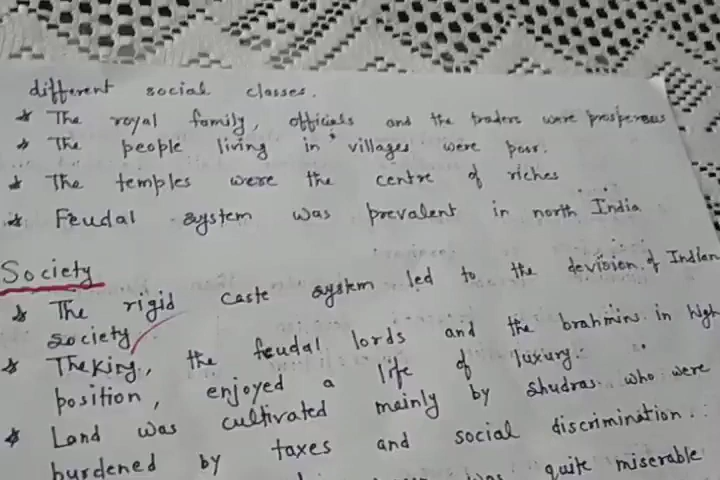 different social classes.
* The royal family, officials and the traders were prosperous
* The people living in villages were poor.
* The temples were the centre of riches
* Feudal system was prevalent in north India
Society
* The rigid caste system led to the devision of Indian
society
* The king, the feudal lords and the brahmins in high
position, enjoyed a life of luxury.
* Land was cultivated mainly by shudras who were
burdened by taxes and social discrimination.
was quite miserable